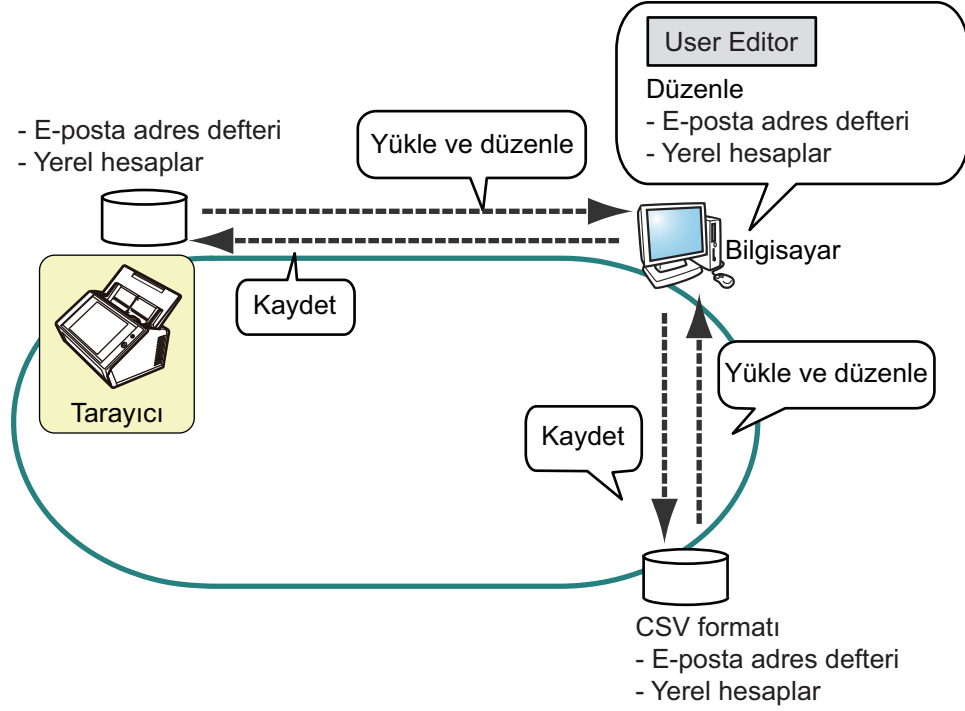 User Editor
Düzenle
- E-posta adres defteri
- Yerel hesaplar
- E-posta adres defteri
- Yerel hesaplar
Yükle ve düzenle
Bilgisayar
Kaydet
Tarayıcı
Yükle ve düzenle
Kaydet
CSV formatı
- E-posta adres defteri
- Yerel hesaplar